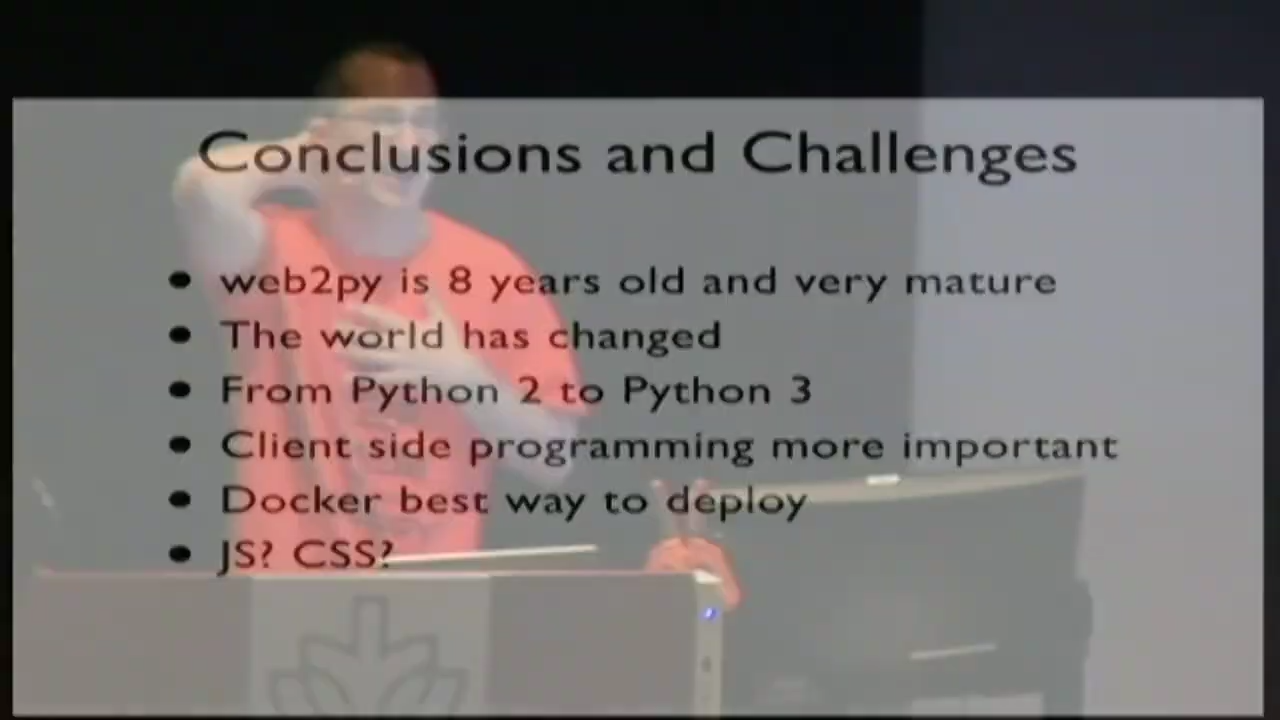 Conclusions and Challenges
web2py is 8 years old and very mature
The world has changed
From Python 2 to Python 3
Client side programming more important
Docker best way to deploy
JS? CSS?